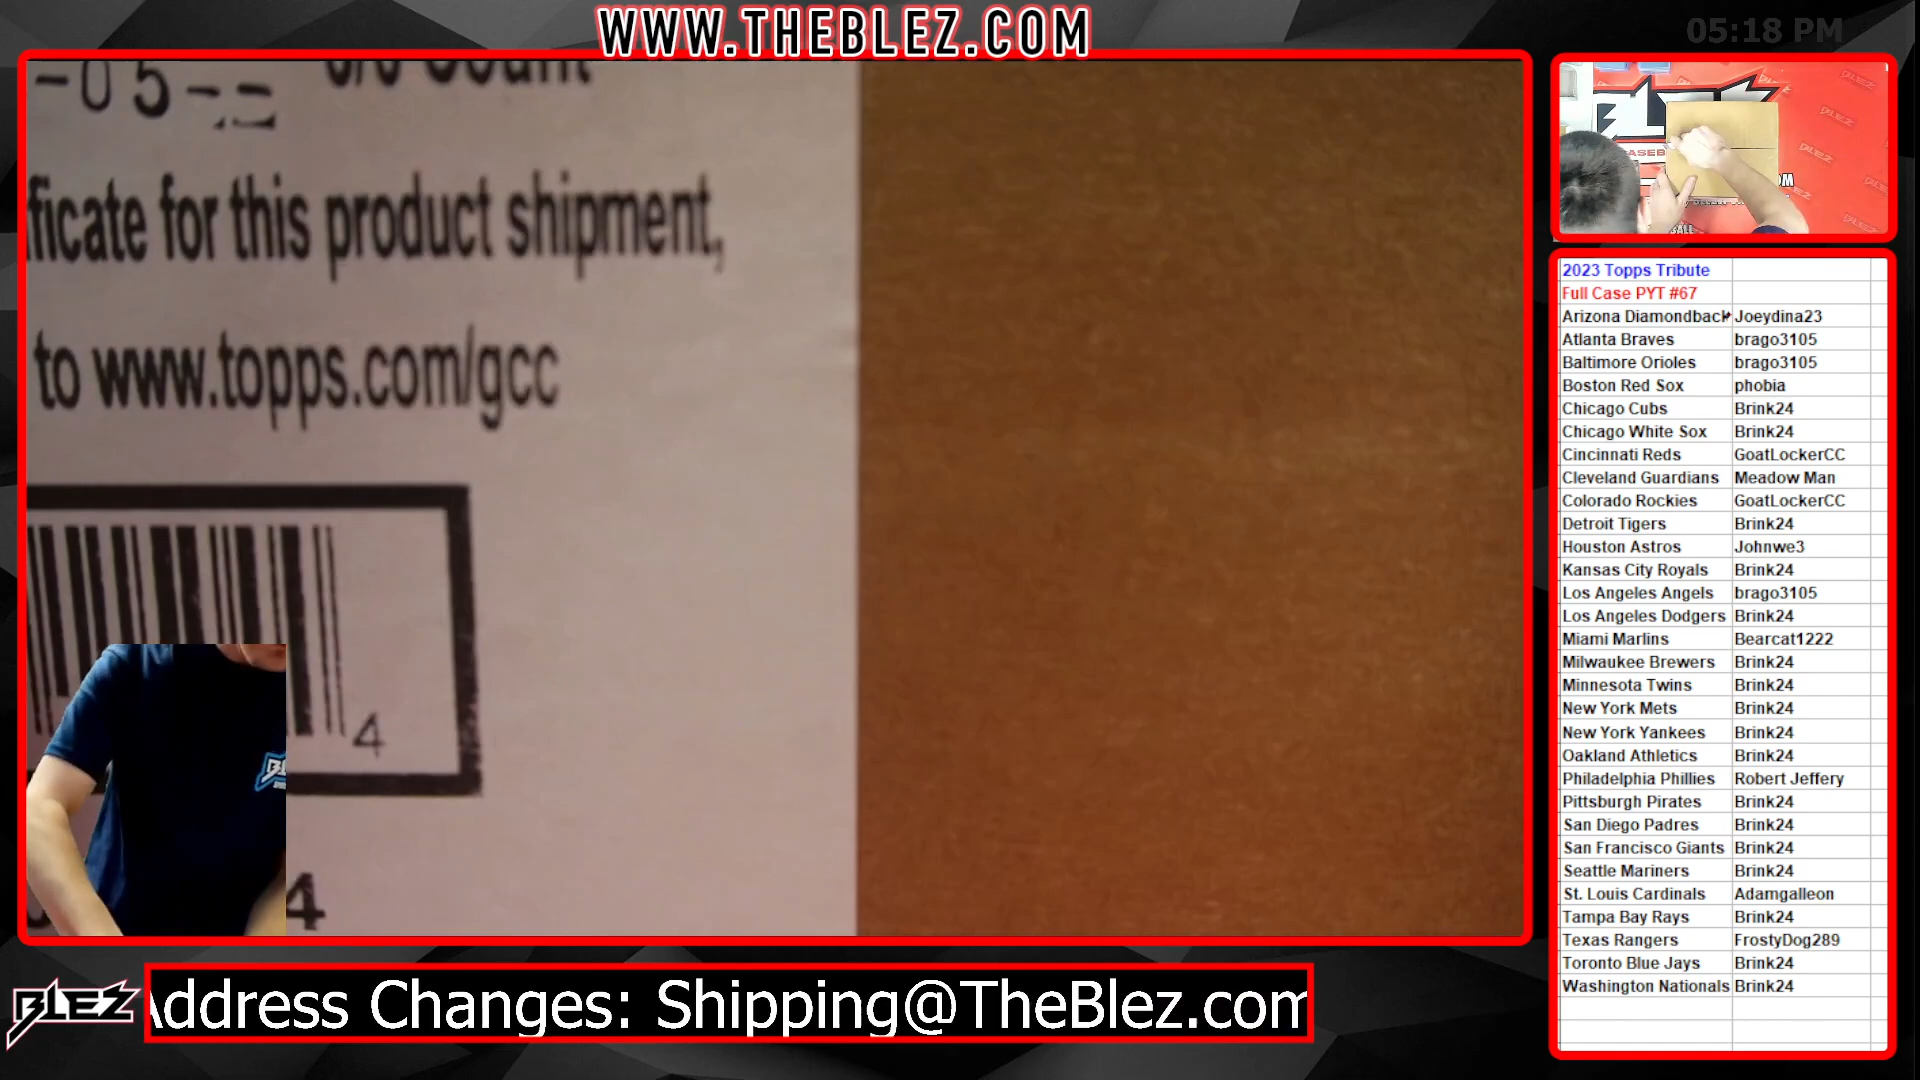 WWW.THEBLEZ.COM
05:18 PM
-05--
Count
ficate for this product shipment,
to www.topps.com/gcc
4
4
BLEZ
Address Changes: Shipping@TheBlez.com
2023 Topps Tribute
Full Case PYT #67
Arizona Diamondback Joeydina23
Atlanta Braves brago3105
Baltimore Orioles brago3105
Boston Red Sox phobia
Chicago Cubs Brink24
Chicago White Sox Brink24
Cincinnati Reds GoatLockerCC
Cleveland Guardians Meadow Man
Colorado Rockies GoatLockerCC
Detroit Tigers Brink24
Houston Astros Johnwe3
Kansas City Royals Brink24
Los Angeles Angels brago3105
Los Angeles Dodgers Brink24
Miami Marlins Bearcat1222
Milwaukee Brewers Brink24
Minnesota Twins Brink24
New York Mets Brink24
New York Yankees Brink24
Oakland Athletics Brink24
Philadelphia Phillies Robert Jeffery
Pittsburgh Pirates Brink24
San Diego Padres Brink24
San Francisco Giants Brink24
Seattle Mariners Brink24
St. Louis Cardinals Adamgalleon
Tampa Bay Rays Brink24
Texas Rangers FrostyDog289
Toronto Blue Jays Brink24
Washington Nationals Brink24